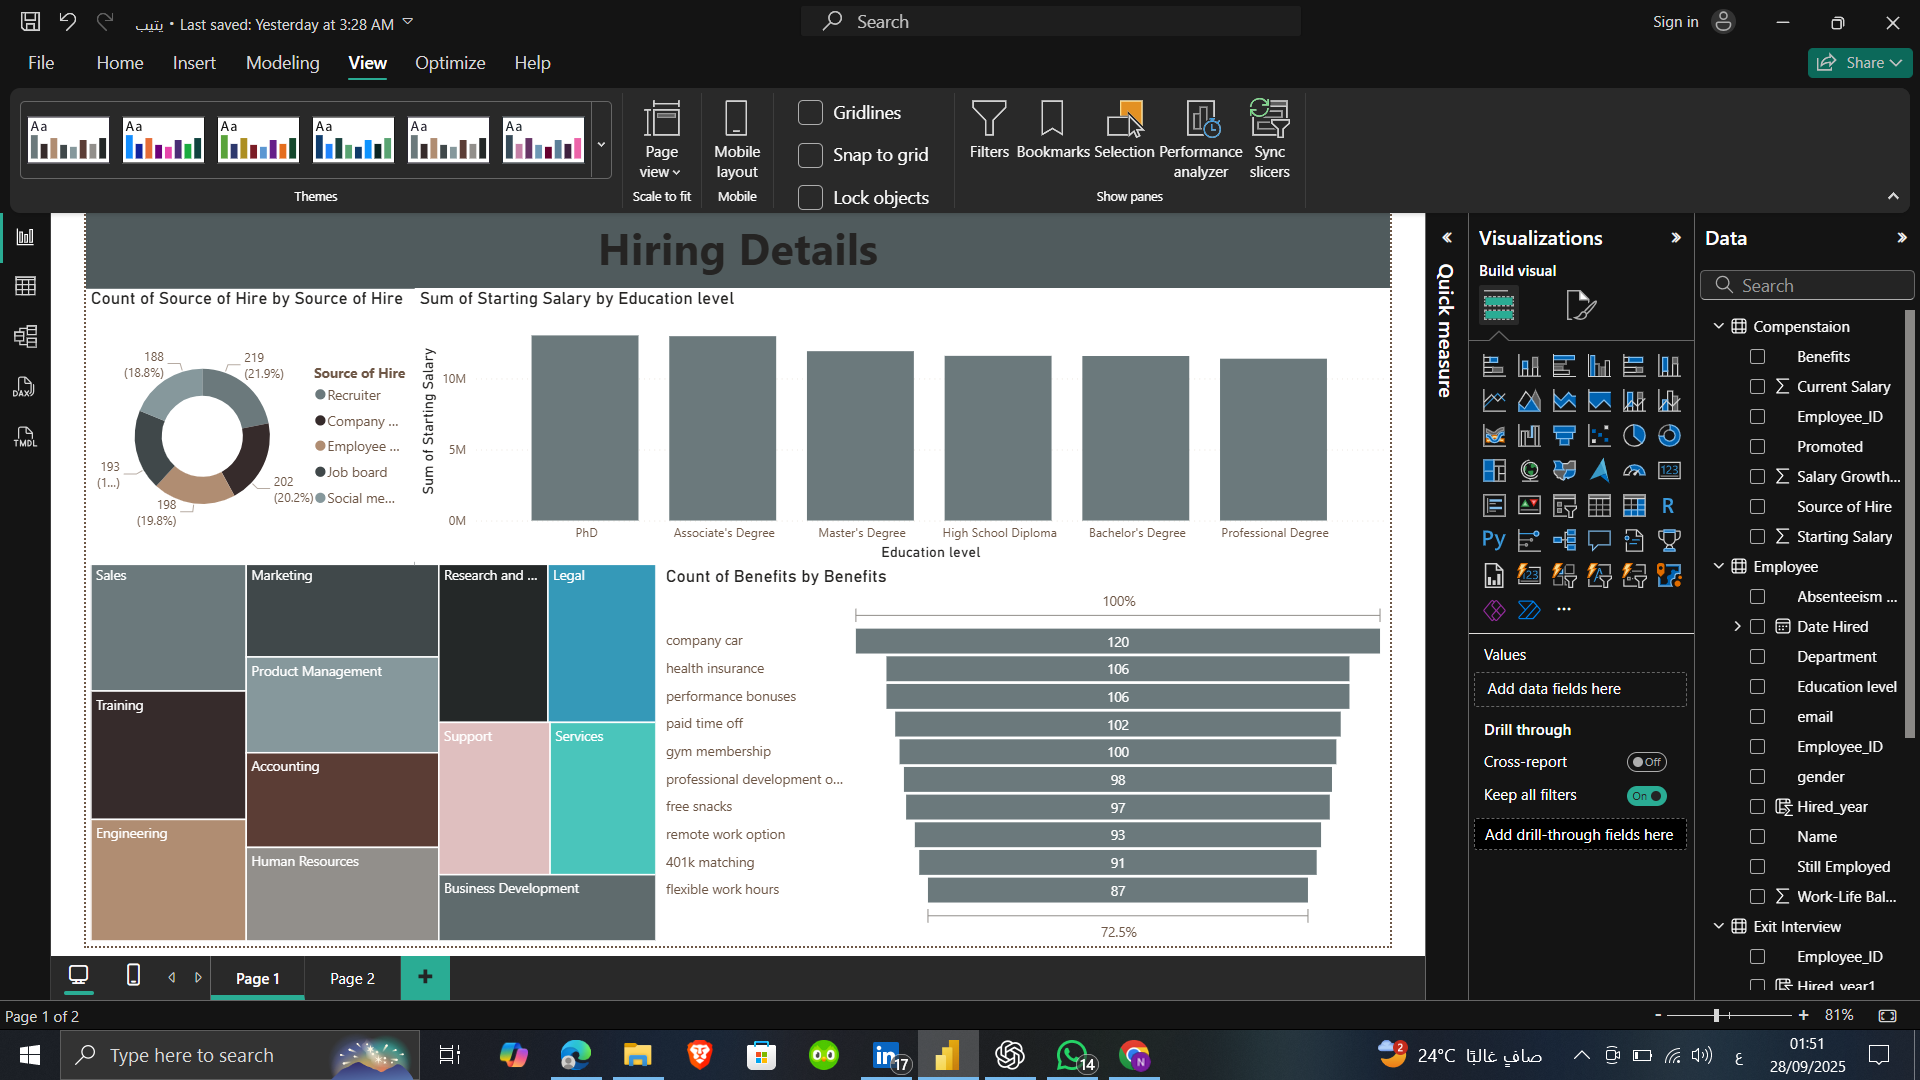 يتيب • Last saved: Yesterday at 3:28 AM
Search
Sign in
File Home Insert Modeling View Optimize Help
Share
Aa Aa Aa Aa Aa Aa
Themes
Page view
Scale to fit
Mobile layout
Mobile
Gridlines
Snap to grid
Lock objects
Filters Bookmarks Selection Performance analyzer Sync slicers
Show panes
Hiring Details
Count of Source of Hire by Source of Hire
188
(18.8%)
219
(21.9%)
193
(1...)
198
(19.8%)
202
(20.2%)
Source of Hire
Recruiter
Company ...
Employee ...
Job board
Social me...
Sum of Starting Salary by Education level
Sum of Starting Salary
10M
5M
0M
PhD Associate's Degree Master's Degree High School Diploma Bachelor's Degree Professional Degree
Education level
Sales
Training
Engineering
Marketing
Product Management
Accounting
Human Resources
Research and ...
Legal
Support
Services
Business Development
Count of Benefits by Benefits
100%
company car 120
health insurance 106
performance bonuses 106
paid time off 102
gym membership 100
professional development o... 98
free snacks 97
remote work option 93
401k matching 91
flexible work hours 87
72.5%
Quick measure
Visualizations
Build visual
123
R
Py
123
Values
Add data fields here
Drill through
Cross-report Off
Keep all filters On
Add drill-through fields here
Data
Search
Compenstaion
Benefits
Current Salary
Employee_ID
Promoted
Salary Growth...
Source of Hire
Starting Salary
Employee
Absenteeism ...
Date Hired
Department
Education level
email
Employee_ID
gender
Hired_year
Name
Still Employed
Work-Life Bal...
Exit Interview
Employee_ID
Hired_year1
DAX
TMDL
Page 1 Page 2 +
Page 1 of 2
- + 81%
Type here to search
17
14
N
2
24°C صافٍ غالبًا
ع
01:51
28/09/2025